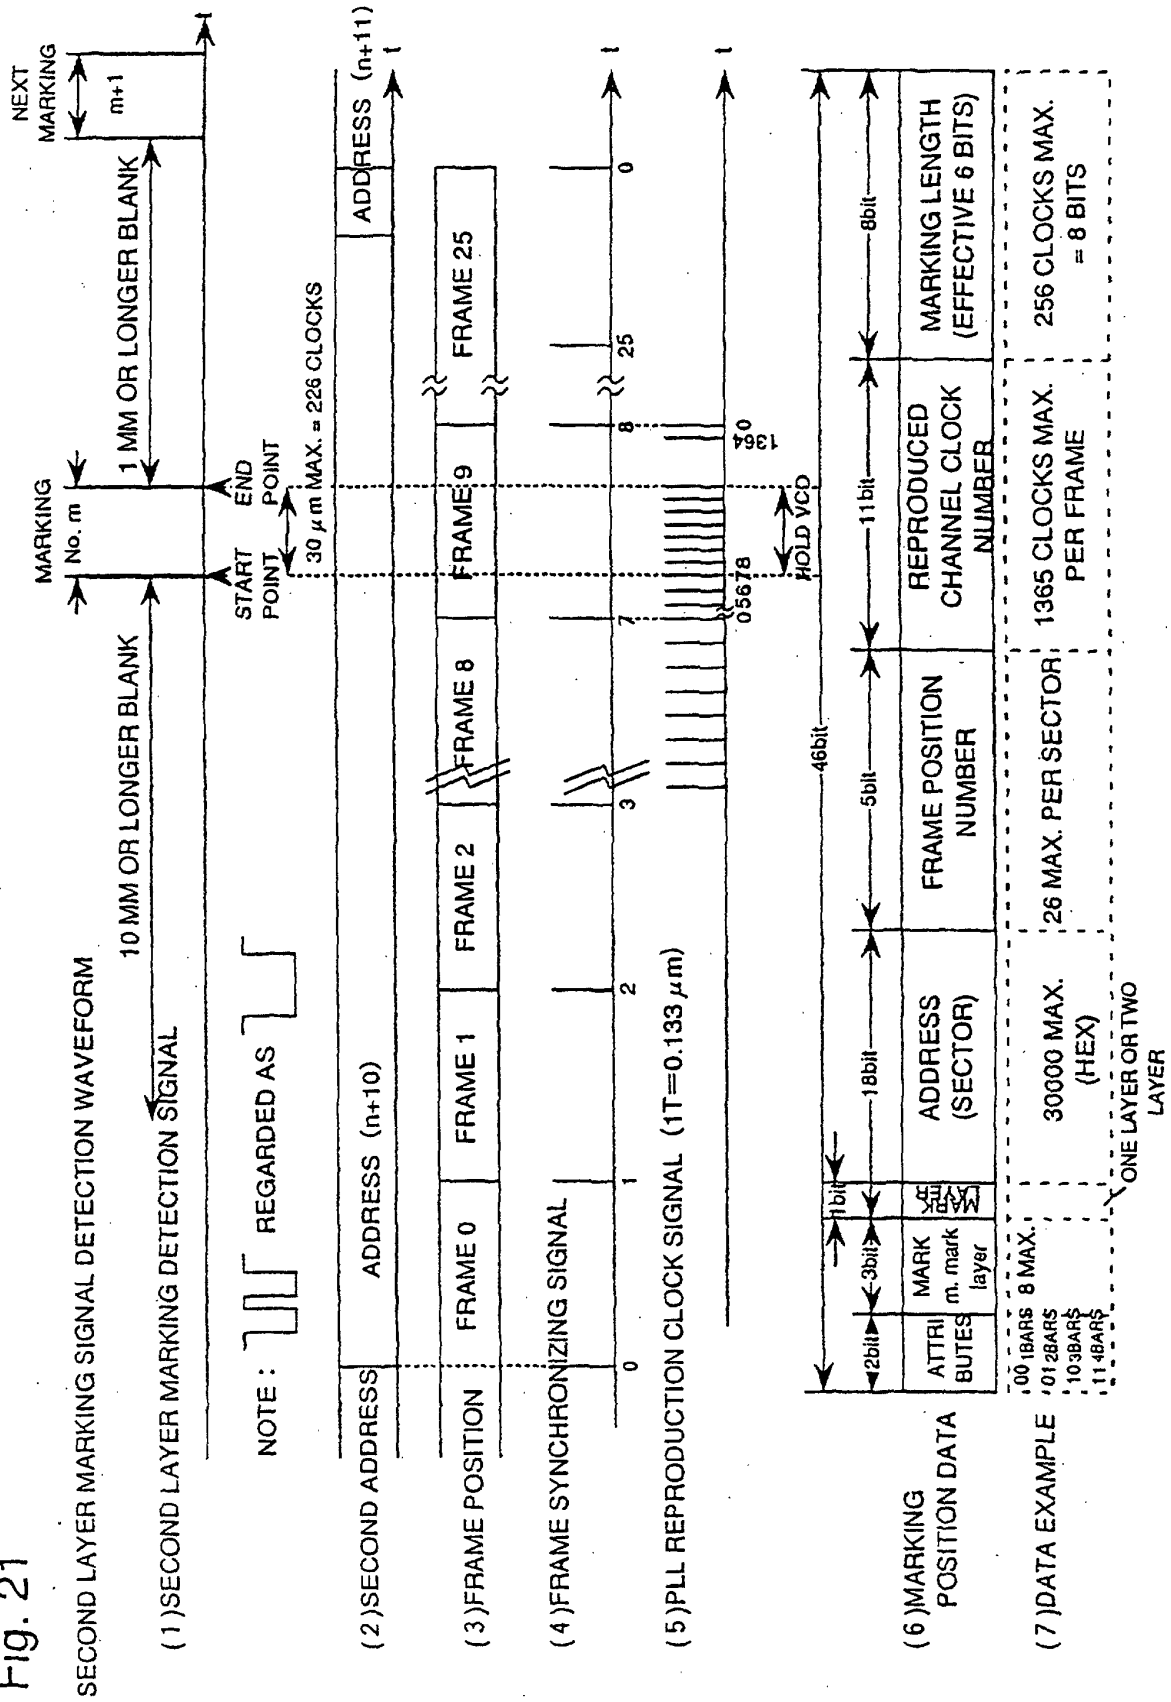 Fig. 21
SECOND LAYER MARKING SIGNAL DETECTION WAVEFORM
NEXT
MARKING
m+1
MARKING
No. m
10 MM OR LONGER BLANK
1 MM OR LONGER BLANK
(1)SECOND LAYER MARKING DETECTION SIGNAL
t
START
POINT
END
POINT
NOTE :
REGARDED AS
30 μm MAX. = 226 CLOCKS
(2)SECOND ADDRESS
ADDRESS (n+10)
ADDRESS (n+11)
t
(3)FRAME POSITION
FRAME 0
FRAME 1
FRAME 2
FRAME 8
FRAME 9
FRAME 25
(4)FRAME SYNCHRONIZING SIGNAL
t
0
1
2
3
7
8
25
0
(5)PLL REPRODUCTION CLOCK SIGNAL (1T=0.133 μm)
t
05678
1364
0
HOLD VCO
46bit
2bit
3bit
1bit
18bit
5bit
11bit
8bit
(6)MARKING
POSITION DATA
ATTRI
BUTES
MARK
m. mark
layer
MARK
LAYER
ADDRESS
(SECTOR)
FRAME POSITION
NUMBER
REPRODUCED
CHANNEL CLOCK
NUMBER
MARKING LENGTH
(EFFECTIVE 6 BITS)
(7)DATA EXAMPLE
00 1BARS
01 2BARS
10 3BARS
11 4BARS
8 MAX.
30000 MAX.
(HEX)
26 MAX. PER SECTOR
1365 CLOCKS MAX.
PER FRAME
256 CLOCKS MAX.
= 8 BITS
ONE LAYER OR TWO
LAYER